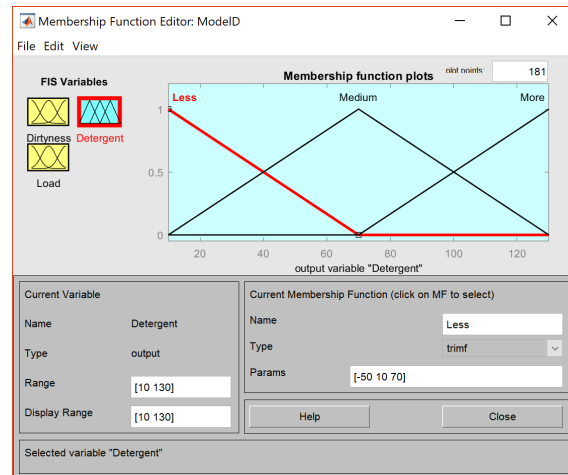 Membership Function Editor: ModelD
File Edit View
FIS Variables
Dirtyness
Detergent
Load
Membership function plots
plot points:
181
Less
Medium
More
1
0.5
0
20 40 60 80 100 120
output variable "Detergent"
Current Variable
Name Detergent
Type output
Range [10 130]
Display Range [10 130]
Current Membership Function (click on MF to select)
Name Less
Type trimf
Params [-50 10 70]
Help Close
Selected variable "Detergent"